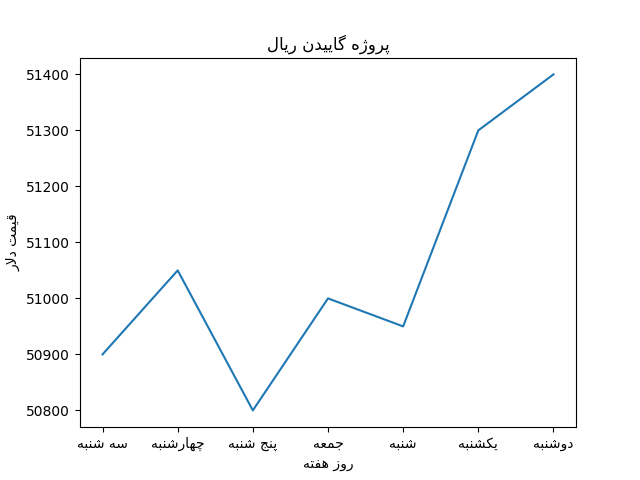 پروژه گاییدن ریال
51400
51300
51200
51100
51000
50900
50800
قیمت دلار
سه شنبه
چهارشنبه
پنج شنبه
جمعه
شنبه
یکشنبه
دوشنبه
روز هفته